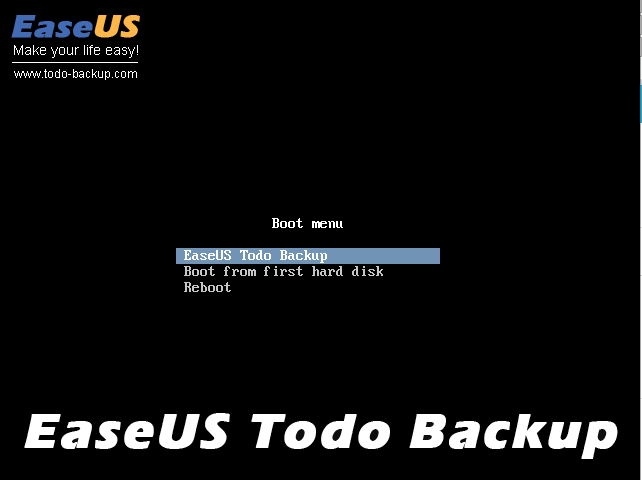 EaseUS
Make your life easy!
www.todo-backup.com
Boot menu
EaseUS Todo Backup
Boot from first hard disk
Reboot
EaseUS Todo Backup